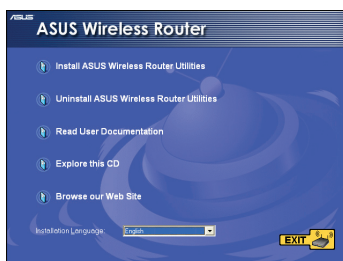 ASUS
ASUS Wireless Router
Install ASUS Wireless Router Utilities
Uninstall ASUS Wireless Router Utilities
Read User Documentation
Explore this CD
Browse our Web Site
Installation Language: English
EXIT